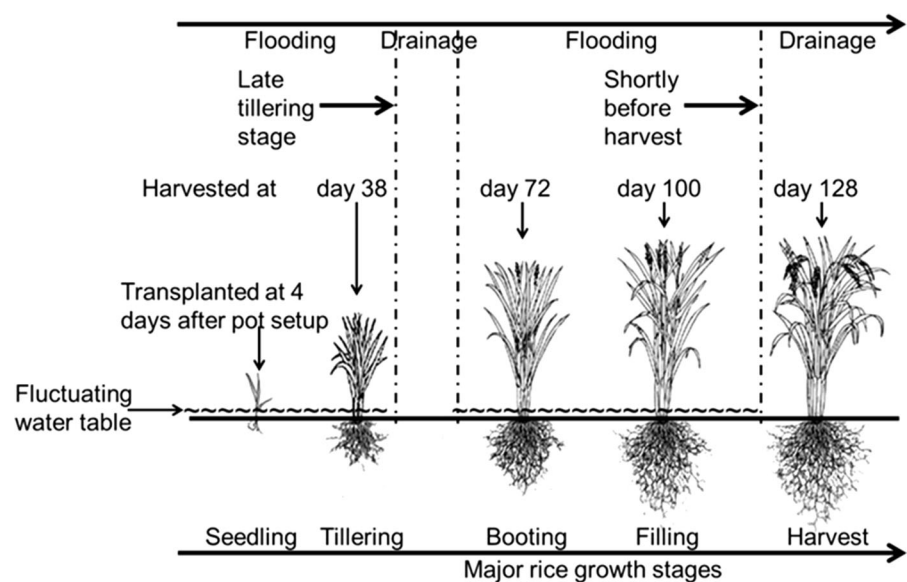 Flooding Drainage Flooding Drainage
Late
tillering
stage
Shortly
before
harvest
Harvested at day 38 day 72 day 100 day 128
Transplanted at 4
days after pot setup
Fluctuating
water table
Seedling Tillering Booting Filling Harvest
Major rice growth stages